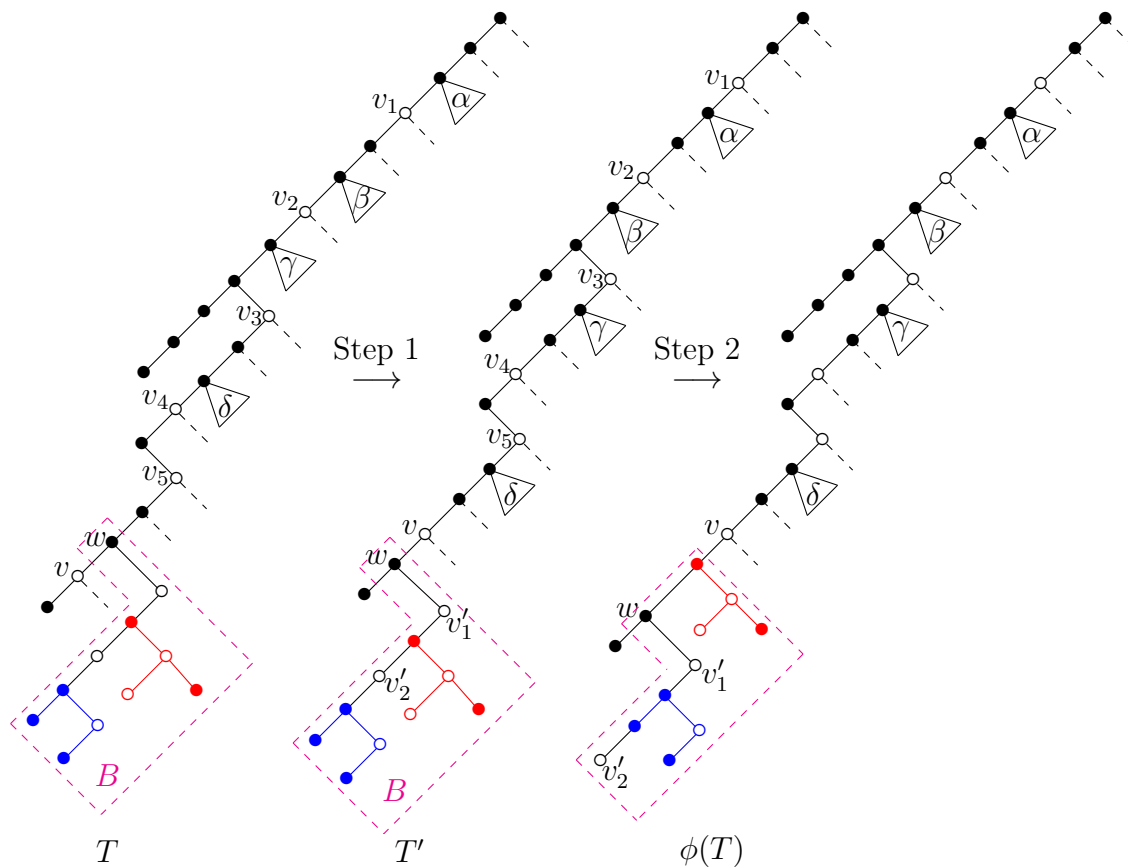 v₁ α v₂ β γ v₃ v₄ δ v₅ w v B
Step 1
→
v₁ α v₂ β v₃ γ v₄ v₅ δ v w v′₁ v′₂ B
Step 2
→
α β γ δ v w v′₁ v′₂
T T′ ϕ(T)